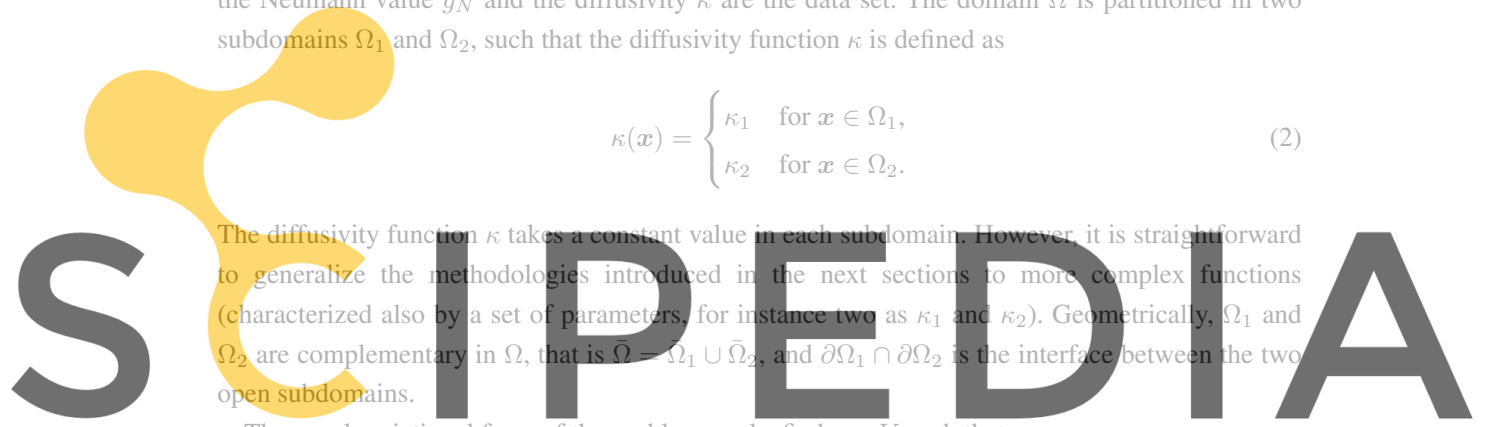 the Neumann value g_N and the diffusivity κ are the data set. The domain Ω is partitioned in two
subdomains Ω₁ and Ω₂, such that the diffusivity function κ is defined as
κ(x) = { κ₁ for x ∈ Ω₁,
κ₂ for x ∈ Ω₂. (2)
The diffusivity function κ takes a constant value in each subdomain. However, it is straightforward
to generalize the methodologies introduced in the next sections to more complex functions
(characterized also by a set of parameters, for instance two as κ₁ and κ₂). Geometrically, Ω₁ and
Ω₂ are complementary in Ω, that is Ω̄ = Ω̄₁ ∪ Ω̄₂, and ∂Ω₁ ∩ ∂Ω₂ is the interface between the two
open subdomains.
SCIPEDIA